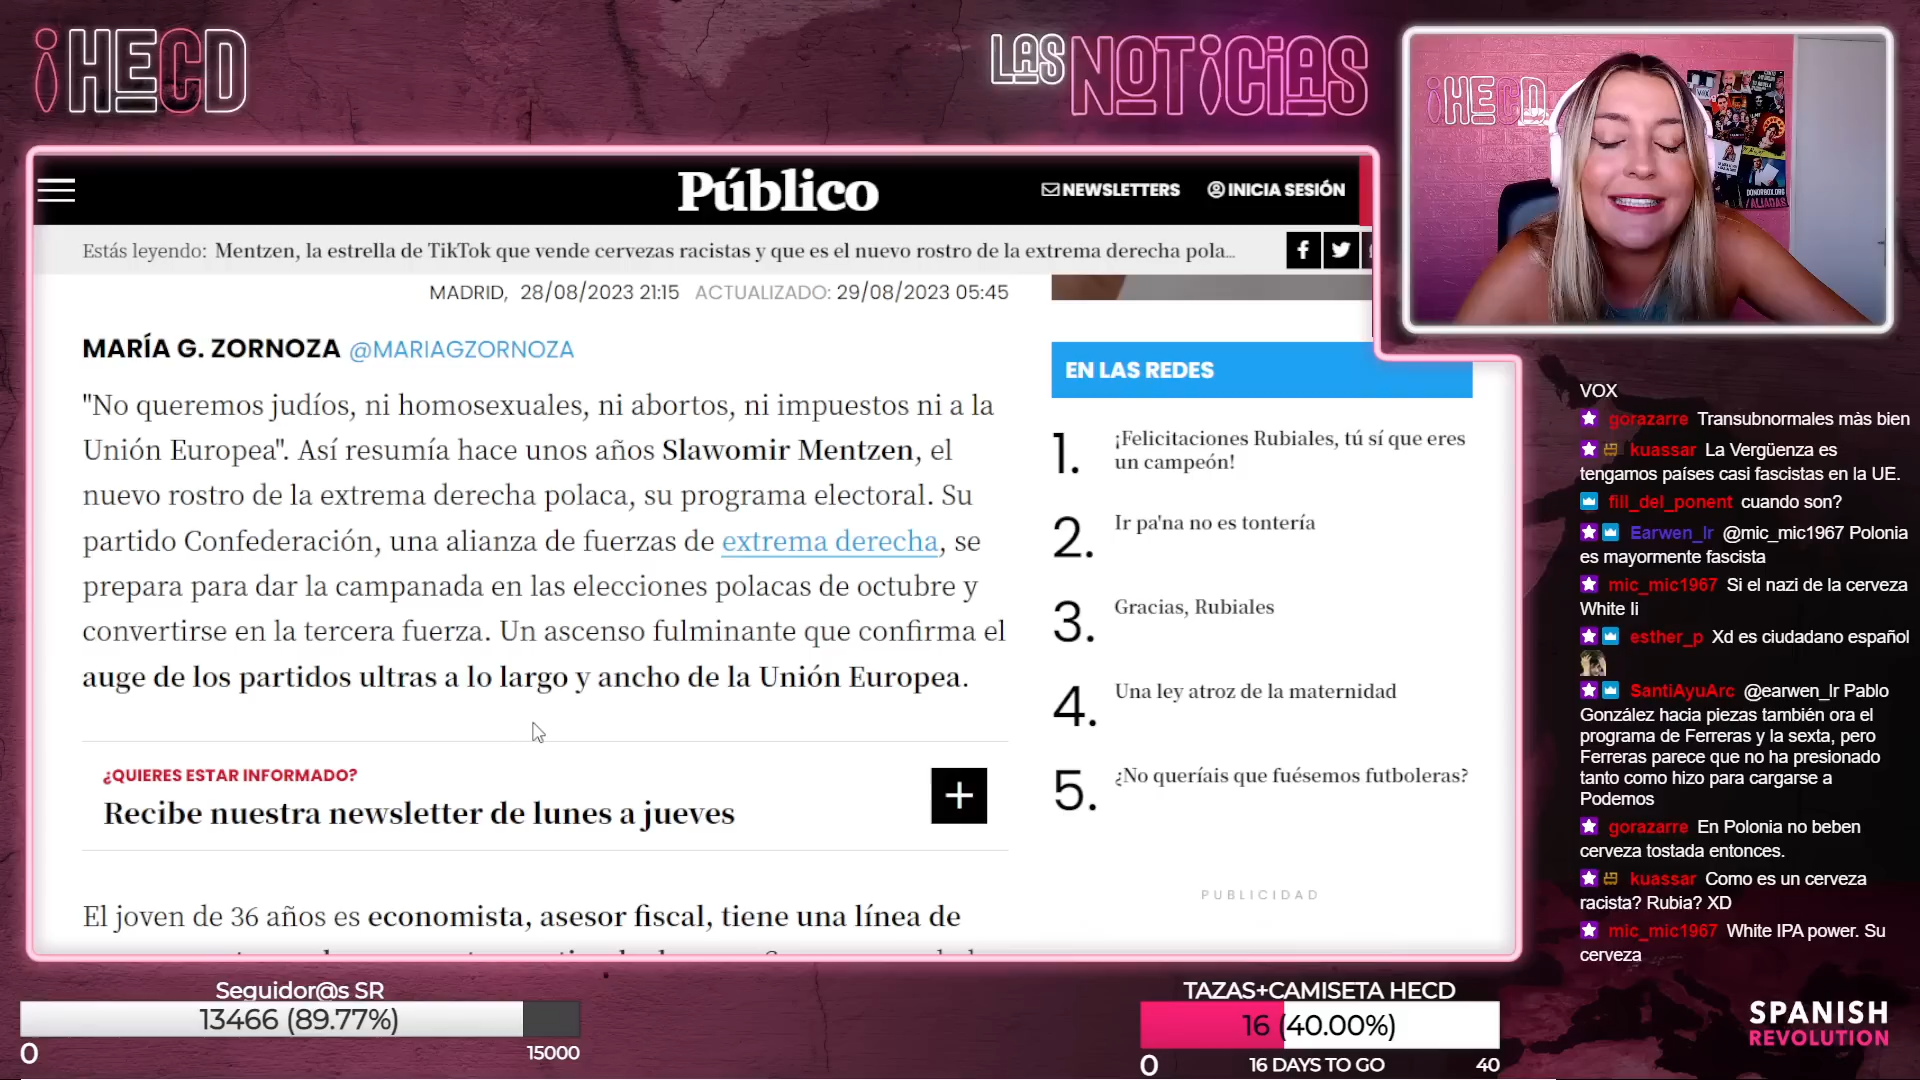 ¡HECD
LAS NOTICIAS
¡HECD
Público
NEWSLETTERS
INICIA SESIÓN
Estás leyendo: Mentzen, la estrella de TikTok que vende cervezas racistas y que es el nuevo rostro de la extrema derecha pola...
MADRID, 28/08/2023 21:15 ACTUALIZADO: 29/08/2023 05:45
MARÍA G. ZORNOZA @MARIAGZORNOZA
"No queremos judíos, ni homosexuales, ni abortos, ni impuestos ni a la
Unión Europea". Así resumía hace unos años Slawomir Mentzen, el
nuevo rostro de la extrema derecha polaca, su programa electoral. Su
partido Confederación, una alianza de fuerzas de extrema derecha, se
prepara para dar la campanada en las elecciones polacas de octubre y
convertirse en la tercera fuerza. Un ascenso fulminante que confirma el
auge de los partidos ultras a lo largo y ancho de la Unión Europea.
¿QUIERES ESTAR INFORMADO?
Recibe nuestra newsletter de lunes a jueves
El joven de 36 años es economista, asesor fiscal, tiene una línea de
EN LAS REDES
1. ¡Felicitaciones Rubiales, tú sí que eres
un campeón!
2. Ir pa'na no es tontería
3. Gracias, Rubiales
4. Una ley atroz de la maternidad
5. ¿No queríais que fuésemos futboleras?
PUBLICIDAD
VOX
gorazarre Transubnormales màs bien
kuassar La Vergüenza es
tengamos países casi fascistas en la UE.
fill_del_ponent cuando son?
Earwen_lr @mic_mic1967 Polonia
es mayormente fascista
mic_mic1967 Si el nazi de la cerveza
White li
esther_p Xd es ciudadano español
SantiAyuArc @earwen_lr Pablo
González hacia piezas también ora el
programa de Ferreras y la sexta, pero
Ferreras parece que no ha presionado
tanto como hizo para cargarse a
Podemos
gorazarre En Polonia no beben
cerveza tostada entonces.
kuassar Como es un cerveza
racista? Rubia? XD
mic_mic1967 White IPA power. Su
cerveza
Seguidor@s SR
13466 (89.77%)
0 15000
TAZAS+CAMISETA HECD
16 (40.00%)
0 16 DAYS TO GO 40
SPANISH
REVOLUTION